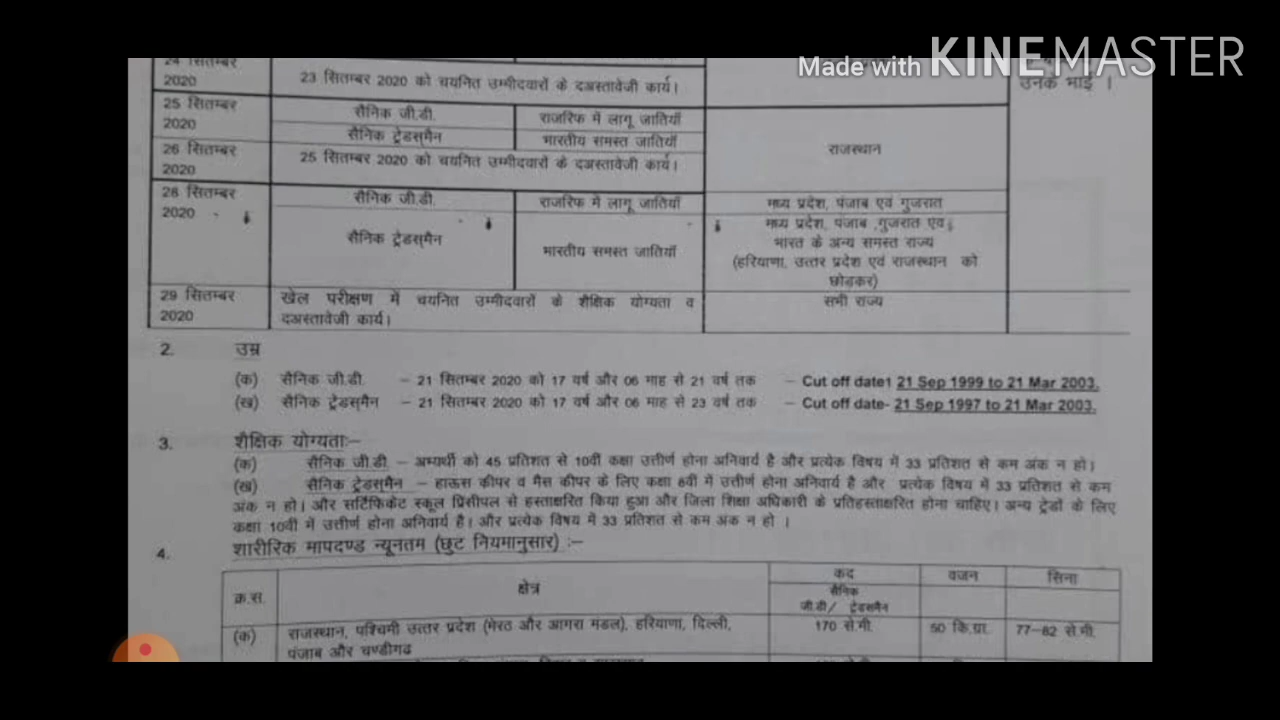 Made with KINEMASTER
24 सितम्बर
2020
23 सितम्बर 2020 को चयनित उम्मीदवारों के दस्तावेजी कार्य।
उनके भाई ।
25 सितम्बर
2020
सैनिक जी.डी.
राजरिफ में लागू जातियाँ
सैनिक ट्रेडस्मैन
भारतीय समस्त जातियाँ
राजस्थान
26 सितम्बर
2020
25 सितम्बर 2020 को चयनित उम्मीदवारों के दस्तावेजी कार्य।
28 सितम्बर
2020
सैनिक जी.डी.
राजरिफ में लागू जातियाँ
मध्य प्रदेश, पंजाब एवं गुजरात
सैनिक ट्रेडस्मैन
भारतीय समस्त जातियाँ
मध्य प्रदेश, पंजाब ,गुजरात एवं
भारत के अन्य समस्त राज्य
(हरियाणा, उत्तर प्रदेश एवं राजस्थान को
छोड़कर)
29 सितम्बर
2020
खेल परीक्षण में चयनित उम्मीदवारों के शैक्षिक योग्यता व
दस्तावेजी कार्य।
सभी राज्य
2. उम्र
(क) सैनिक जी.डी. – 21 सितम्बर 2020 को 17 वर्ष और 06 माह से 21 वर्ष तक – Cut off date1 21 Sep 1999 to 21 Mar 2003.
(ख) सैनिक ट्रेडस्मैन – 21 सितम्बर 2020 को 17 वर्ष और 06 माह से 23 वर्ष तक – Cut off date- 21 Sep 1997 to 21 Mar 2003.
3. शैक्षिक योग्यताः–
(क) सैनिक जी.डी. – अभ्यर्थी को 45 प्रतिशत से 10वीं कक्षा उत्तीर्ण होना अनिवार्य है और प्रत्येक विषय में 33 प्रतिशत से कम अंक न हो।
(ख) सैनिक ट्रेडस्मैन – हाऊस कीपर व मैस कीपर के लिए कक्षा 8वीं में उत्तीर्ण होना अनिवार्य है और प्रत्येक विषय में 33 प्रतिशत से कम
अंक न हो। और सर्टिफिकेट स्कूल प्रिंसीपल से हस्ताक्षरित किया हुआ और जिला शिक्षा अधिकारी के प्रतिहस्ताक्षरित होना चाहिए। अन्य ट्रेडों के लिए
कक्षा 10वीं में उत्तीर्ण होना अनिवार्य है। और प्रत्येक विषय में 33 प्रतिशत से कम अंक न हो ।
4. शारीरिक मापदण्ड न्यूनतम (छुट नियमानुसार) :–
क्र.स. क्षेत्र कद वजन सिना
सैनिक
जी.डी/ ट्रेडस्मैन
(क) राजस्थान, पश्चिमी उत्तर प्रदेश (मेरठ और आगरा मंडल), हरियाणा, दिल्ली, 170 से.मी. 50 कि.ग्रा. 77–82 से.मी.
पंजाब और चण्डीगढ